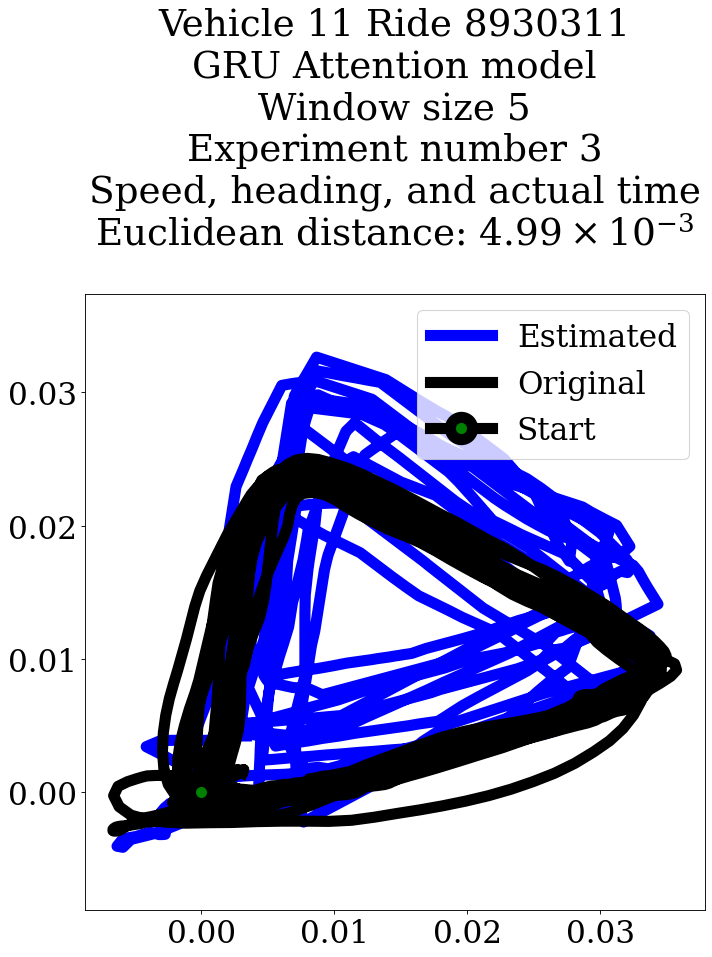 Vehicle 11 Ride 8930311
GRU Attention model
Window size 5
Experiment number 3
Speed, heading, and actual time
Euclidean distance: 4.99 × 10⁻³
Estimated
Original
Start
0.03
0.02
0.01
0.00
0.00 0.01 0.02 0.03